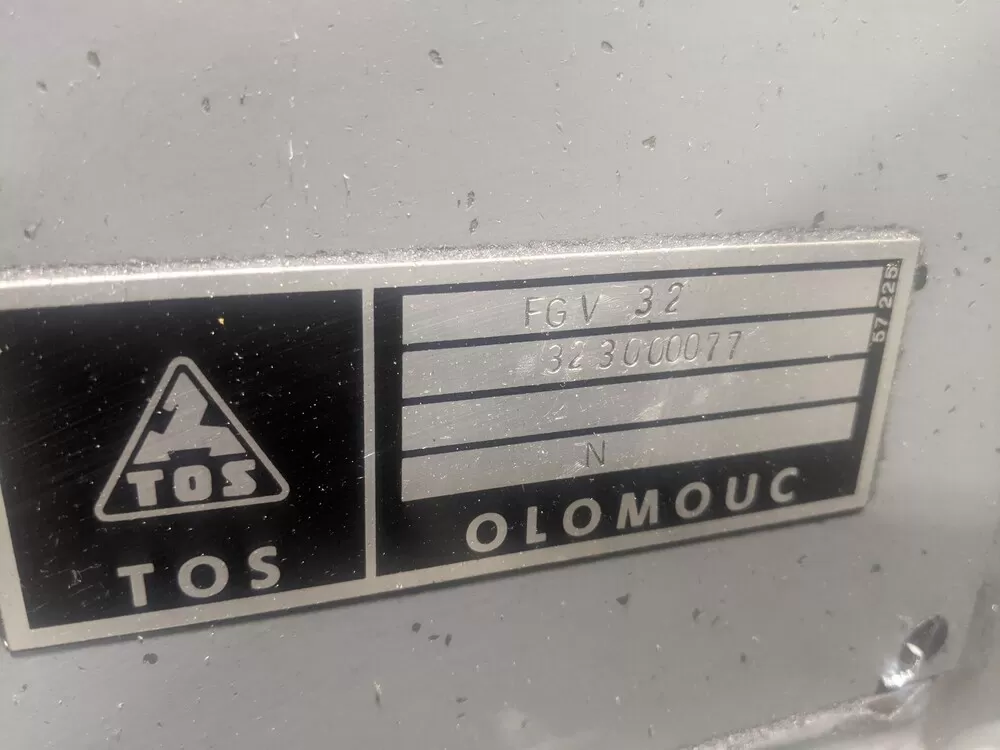 TOS
TOS
FGV 32
323000077
N
OLOMOUC
57 225